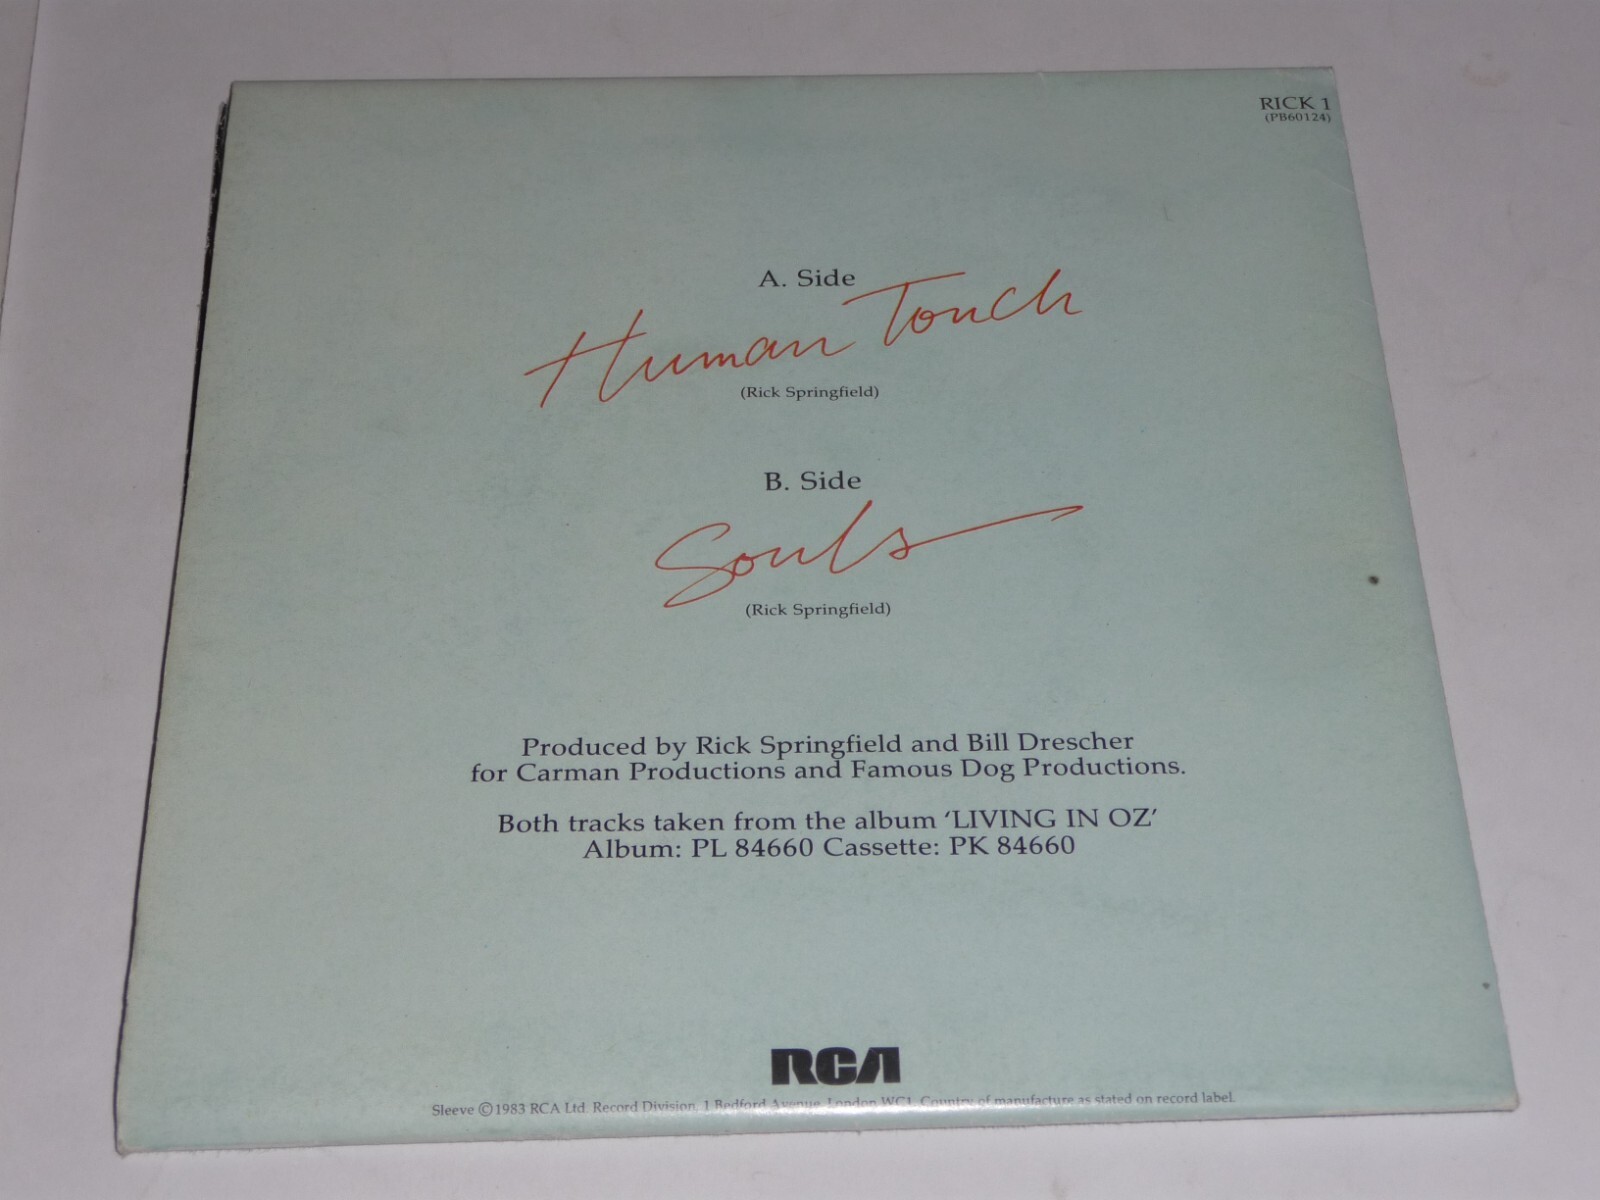 RICK 1
(PB60124)
A. Side
Human Touch
(Rick Springfield)
B. Side
Souls
(Rick Springfield)
Produced by Rick Springfield and Bill Drescher
for Carman Productions and Famous Dog Productions.
Both tracks taken from the album ‘LIVING IN OZ’
Album: PL 84660 Cassette: PK 84660
RCA
Sleeve ©1983 RCA Ltd. Record Division, 1 Bedford Avenue, London WC1. Country of manufacture as stated on record label.